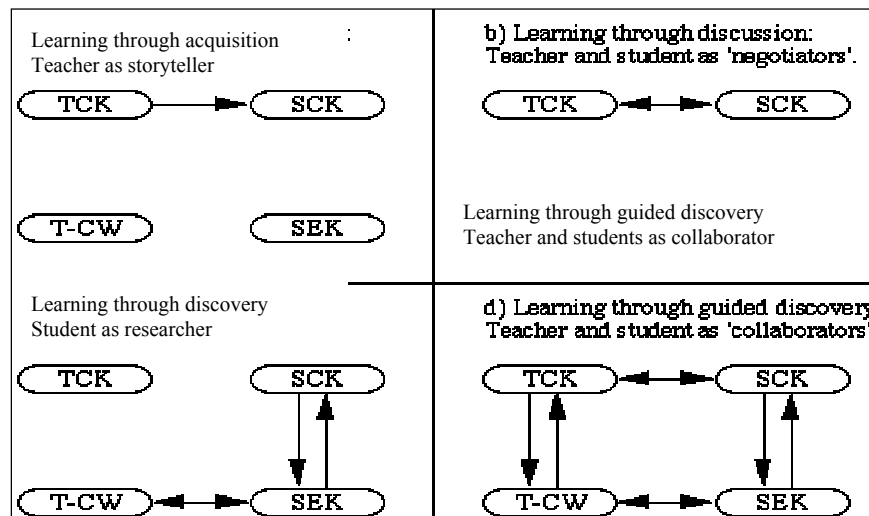 Learning through acquisition :
Teacher as storyteller
TCK SCK
T-CW SEK
b) Learning through discussion:
Teacher and student as 'negotiators'.
TCK SCK
Learning through guided discovery
Teacher and students as collaborator
Learning through discovery
Student as researcher
TCK SCK
T-CW SEK
d) Learning through guided discovery
Teacher and student as 'collaborators'
TCK SCK
T-CW SEK